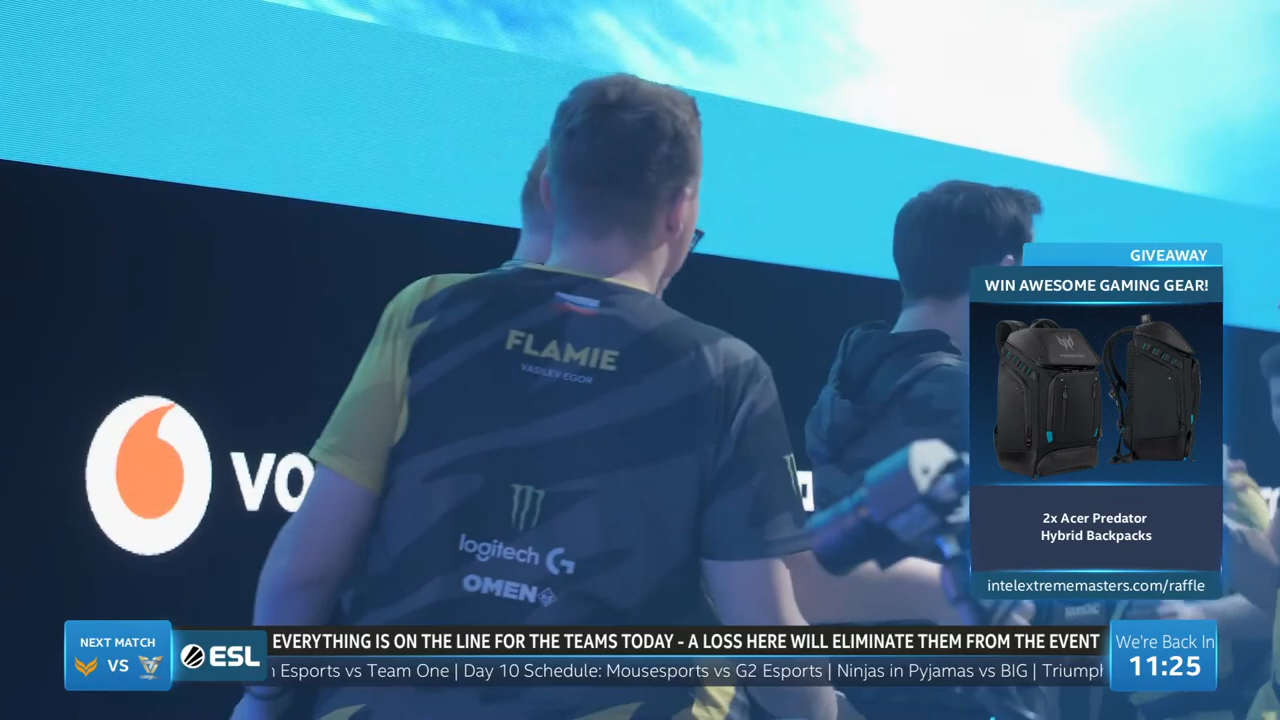 GIVEAWAY
WIN AWESOME GAMING GEAR!
FLAMIE
VASILEV EGOR
VO
logitech G
OMEN
PREDATOR
2x Acer Predator
Hybrid Backpacks
intelextrememasters.com/raffle
NEXT MATCH
VS
ESL
EVERYTHING IS ON THE LINE FOR THE TEAMS TODAY - A LOSS HERE WILL ELIMINATE THEM FROM THE EVENT
Esports vs Team One | Day 10 Schedule: Mousesports vs G2 Esports | Ninjas in Pyjamas vs BIG | Triumph
We're Back In
11:25